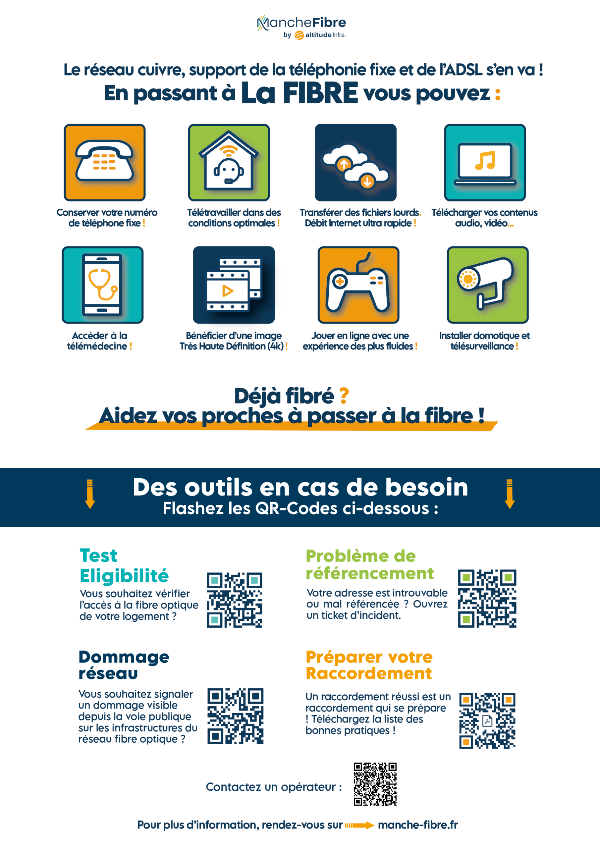 MancheFibre
by altitude Infra.
Le réseau cuivre, support de la téléphonie fixe et de l'ADSL s'en va !
En passant à La FIBRE vous pouvez :
Conserver votre numéro
de téléphone fixe !
Télétravailler dans des
conditions optimales !
Transférer des fichiers lourds.
Débit Internet ultra rapide !
Télécharger vos contenus
audio, vidéo...
Accéder à la
télémédecine !
Bénéficier d'une image
Très Haute Définition (4k) !
Jouer en ligne avec une
expérience des plus fluides !
Installer domotique et
télésurveillance !
Déjà fibré ?
Aidez vos proches à passer à la fibre !
Des outils en cas de besoin
Flashez les QR-Codes ci-dessous :
Test
Eligibilité
Vous souhaitez vérifier
l'accès à la fibre optique
de votre logement ?
Problème de
référencement
Votre adresse est introuvable
ou mal référencée ? Ouvrez
un ticket d'incident.
Dommage
réseau
Vous souhaitez signaler
un dommage visible
depuis la voie publique
sur les infrastructures du
réseau fibre optique ?
Préparer votre
Raccordement
Un raccordement réussi est un
raccordement qui se prépare
! Téléchargez la liste des
bonnes pratiques !
Contactez un opérateur :
Pour plus d'information, rendez-vous sur manche-fibre.fr